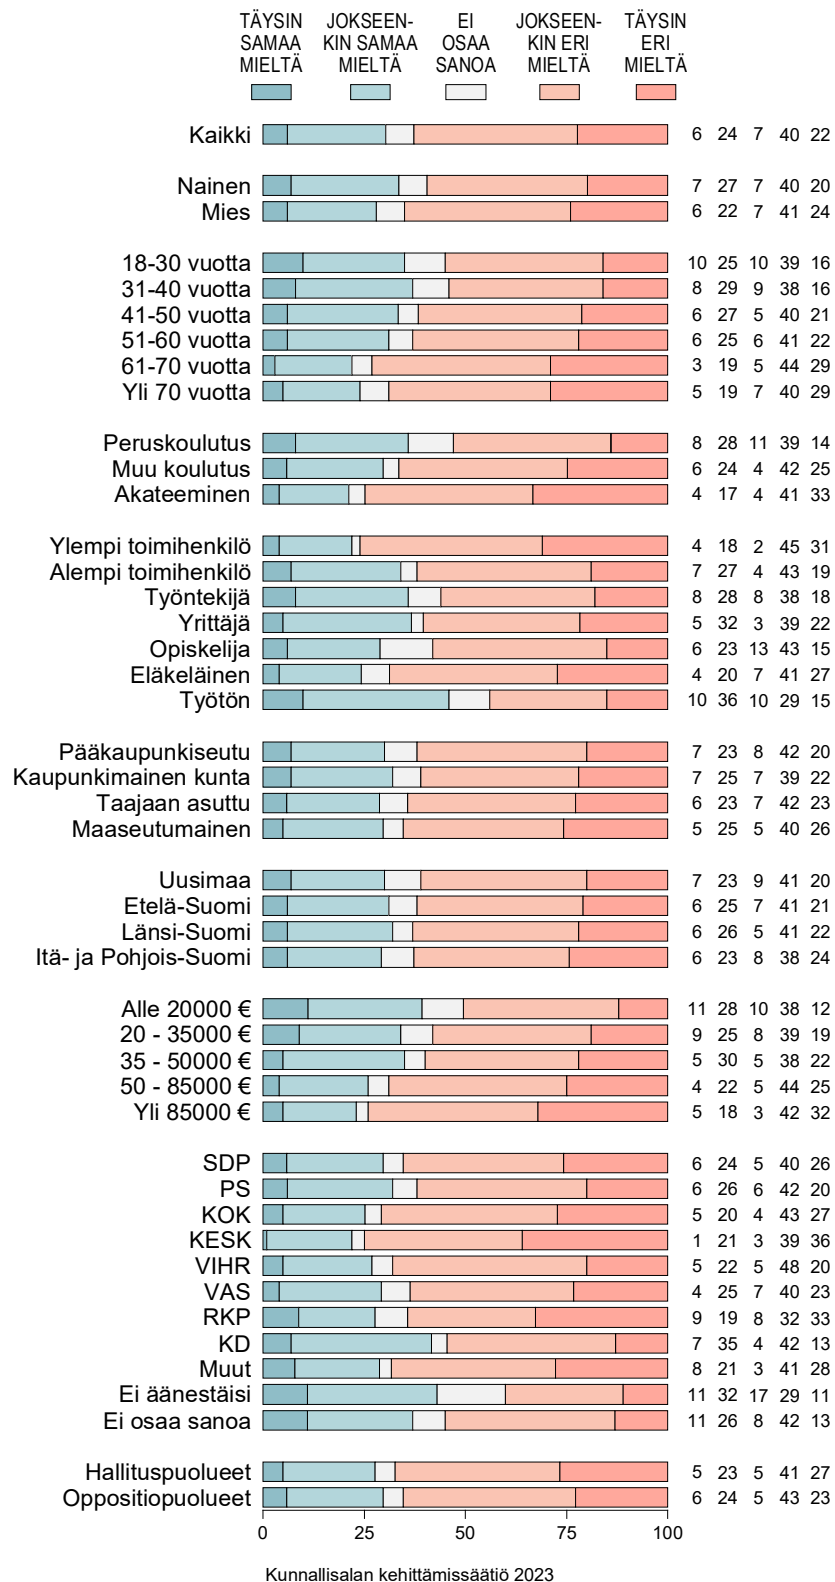 TÄYSIN JOKSEEN- EI JOKSEEN- TÄYSIN
SAMAA KIN SAMAA OSAA KIN ERI ERI
MIELTÄ MIELTÄ SANOA MIELTÄ MIELTÄ
Kaikki 6 24 7 40 22
Nainen 7 27 7 40 20
Mies 6 22 7 41 24
18-30 vuotta 10 25 10 39 16
31-40 vuotta 8 29 9 38 16
41-50 vuotta 6 27 5 40 21
51-60 vuotta 6 25 6 41 22
61-70 vuotta 3 19 5 44 29
Yli 70 vuotta 5 19 7 40 29
Peruskoulutus 8 28 11 39 14
Muu koulutus 6 24 4 42 25
Akateeminen 4 17 4 41 33
Ylempi toimihenkilö 4 18 2 45 31
Alempi toimihenkilö 7 27 4 43 19
Työntekijä 8 28 8 38 18
Yrittäjä 5 32 3 39 22
Opiskelija 6 23 13 43 15
Eläkeläinen 4 20 7 41 27
Työtön 10 36 10 29 15
Pääkaupunkiseutu 7 23 8 42 20
Kaupunkimainen kunta 7 25 7 39 22
Taajaan asuttu 6 23 7 42 23
Maaseutumainen 5 25 5 40 26
Uusimaa 7 23 9 41 20
Etelä-Suomi 6 25 7 41 21
Länsi-Suomi 6 26 5 41 22
Itä- ja Pohjois-Suomi 6 23 8 38 24
Alle 20000 € 11 28 10 38 12
20 - 35000 € 9 25 8 39 19
35 - 50000 € 5 30 5 38 22
50 - 85000 € 4 22 5 44 25
Yli 85000 € 5 18 3 42 32
SDP 6 24 5 40 26
PS 6 26 6 42 20
KOK 5 20 4 43 27
KESK 1 21 3 39 36
VIHR 5 22 5 48 20
VAS 4 25 7 40 23
RKP 9 19 8 32 33
KD 7 35 4 42 13
Muut 8 21 3 41 28
Ei äänestäisi 11 32 17 29 11
Ei osaa sanoa 11 26 8 42 13
Hallituspuolueet 5 23 5 41 27
Oppositiopuolueet 6 24 5 43 23
0 25 50 75 100
Kunnallisalan kehittämissäätiö 2023